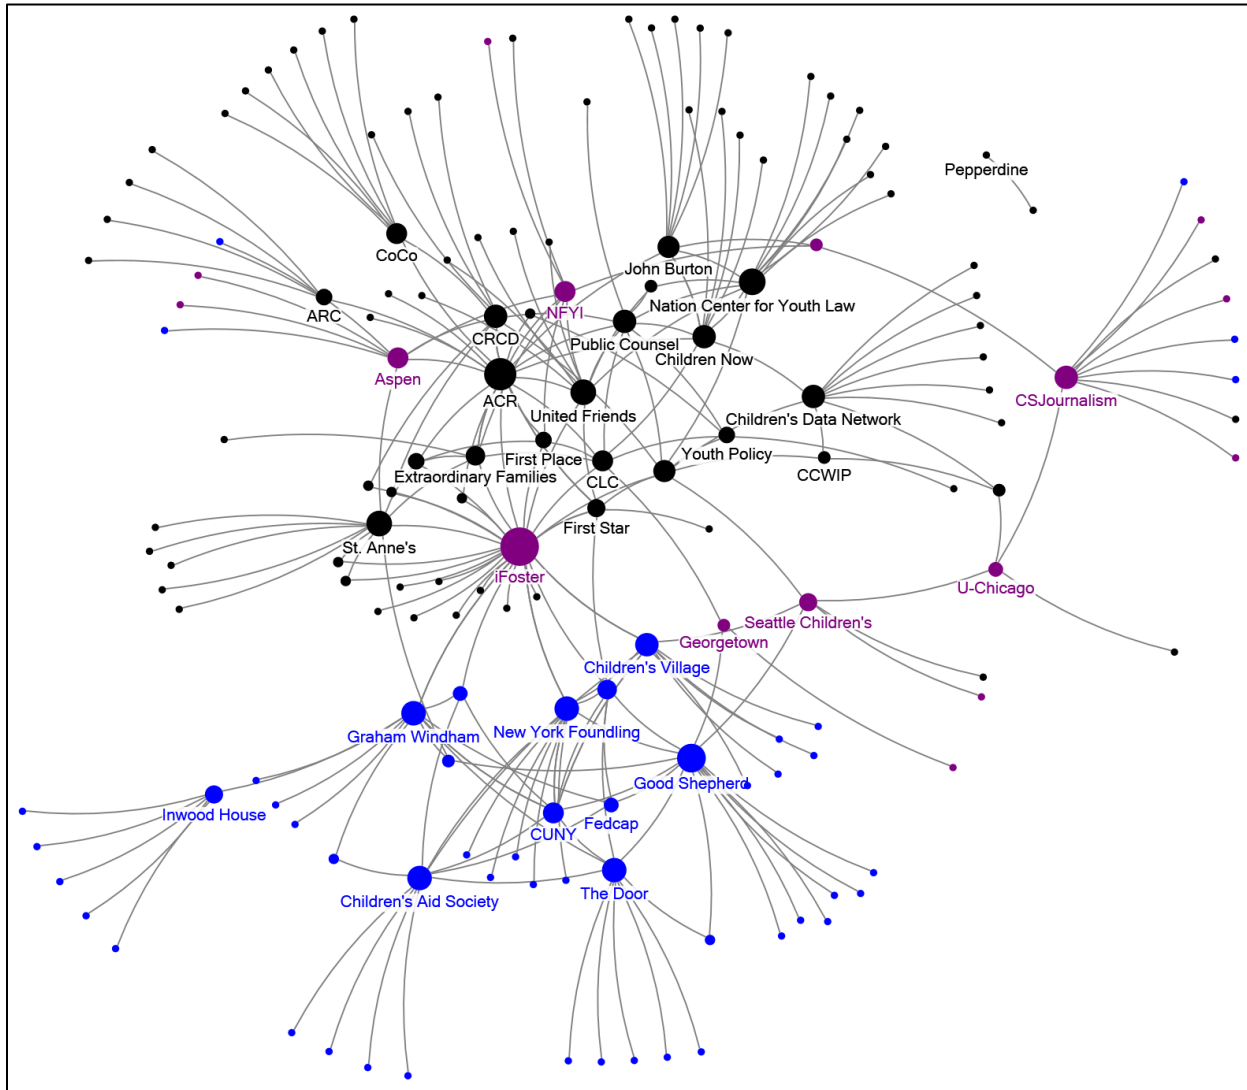 Pepperdine
CoCo
John Burton
Nation Center for Youth Law
ARC
NFYI
CRCD
Public Counsel
Children Now
Aspen
CSJournalism
ACR
United Friends
Children's Data Network
First Place
Youth Policy
Extraordinary Families
CLC
CCWIP
First Star
St. Anne's
iFoster
U-Chicago
Seattle Children's
Georgetown
Children's Village
New York Foundling
Graham Windham
Good Shepherd
Inwood House
Fedcap
CUNY
The Door
Children's Aid Society